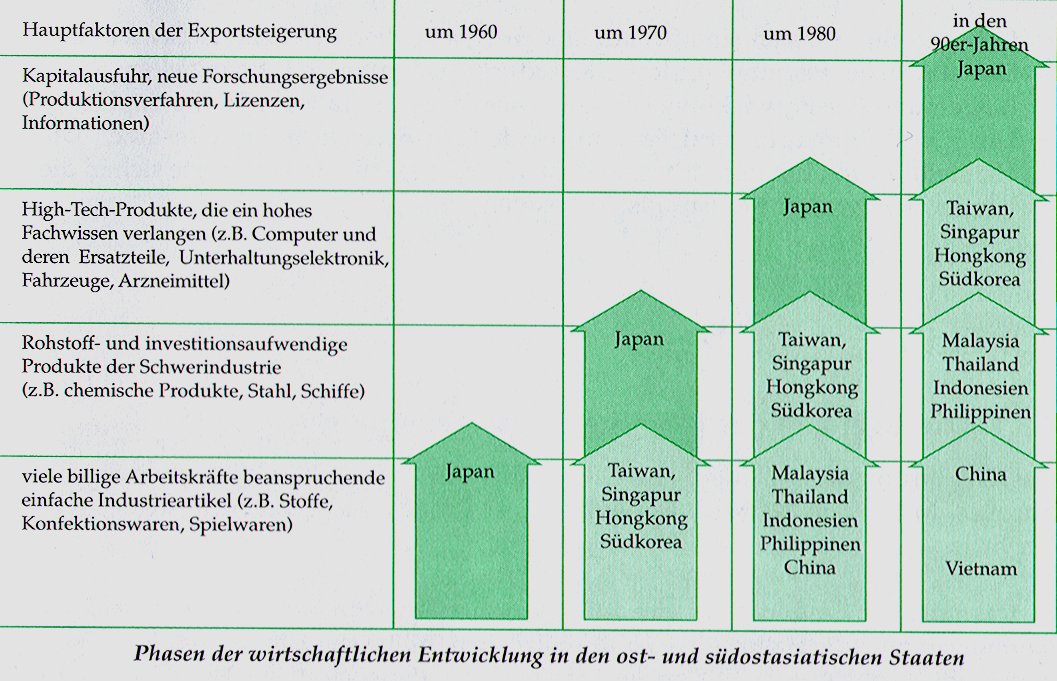 Hauptfaktoren der Exportsteigerung
um 1960
um 1970
um 1980
in den
90er-Jahren
Kapitalausfuhr, neue Forschungsergebnisse
(Produktionsverfahren, Lizenzen,
Informationen)
Japan
High-Tech-Produkte, die ein hohes
Fachwissen verlangen (z.B. Computer und
deren Ersatzteile, Unterhaltungselektronik,
Fahrzeuge, Arzneimittel)
Japan
Taiwan,
Singapur
Hongkong
Südkorea
Rohstoff- und investitionsaufwendige
Produkte der Schwerindustrie
(z.B. chemische Produkte, Stahl, Schiffe)
Japan
Taiwan,
Singapur
Hongkong
Südkorea
Malaysia
Thailand
Indonesien
Philippinen
viele billige Arbeitskräfte beanspruchende
einfache Industrieartikel (z.B. Stoffe,
Konfektionswaren, Spielwaren)
Japan
Taiwan,
Singapur
Hongkong
Südkorea
Malaysia
Thailand
Indonesien
Philippinen
China
China
Vietnam
Phasen der wirtschaftlichen Entwicklung in den ost- und südostasiatischen Staaten